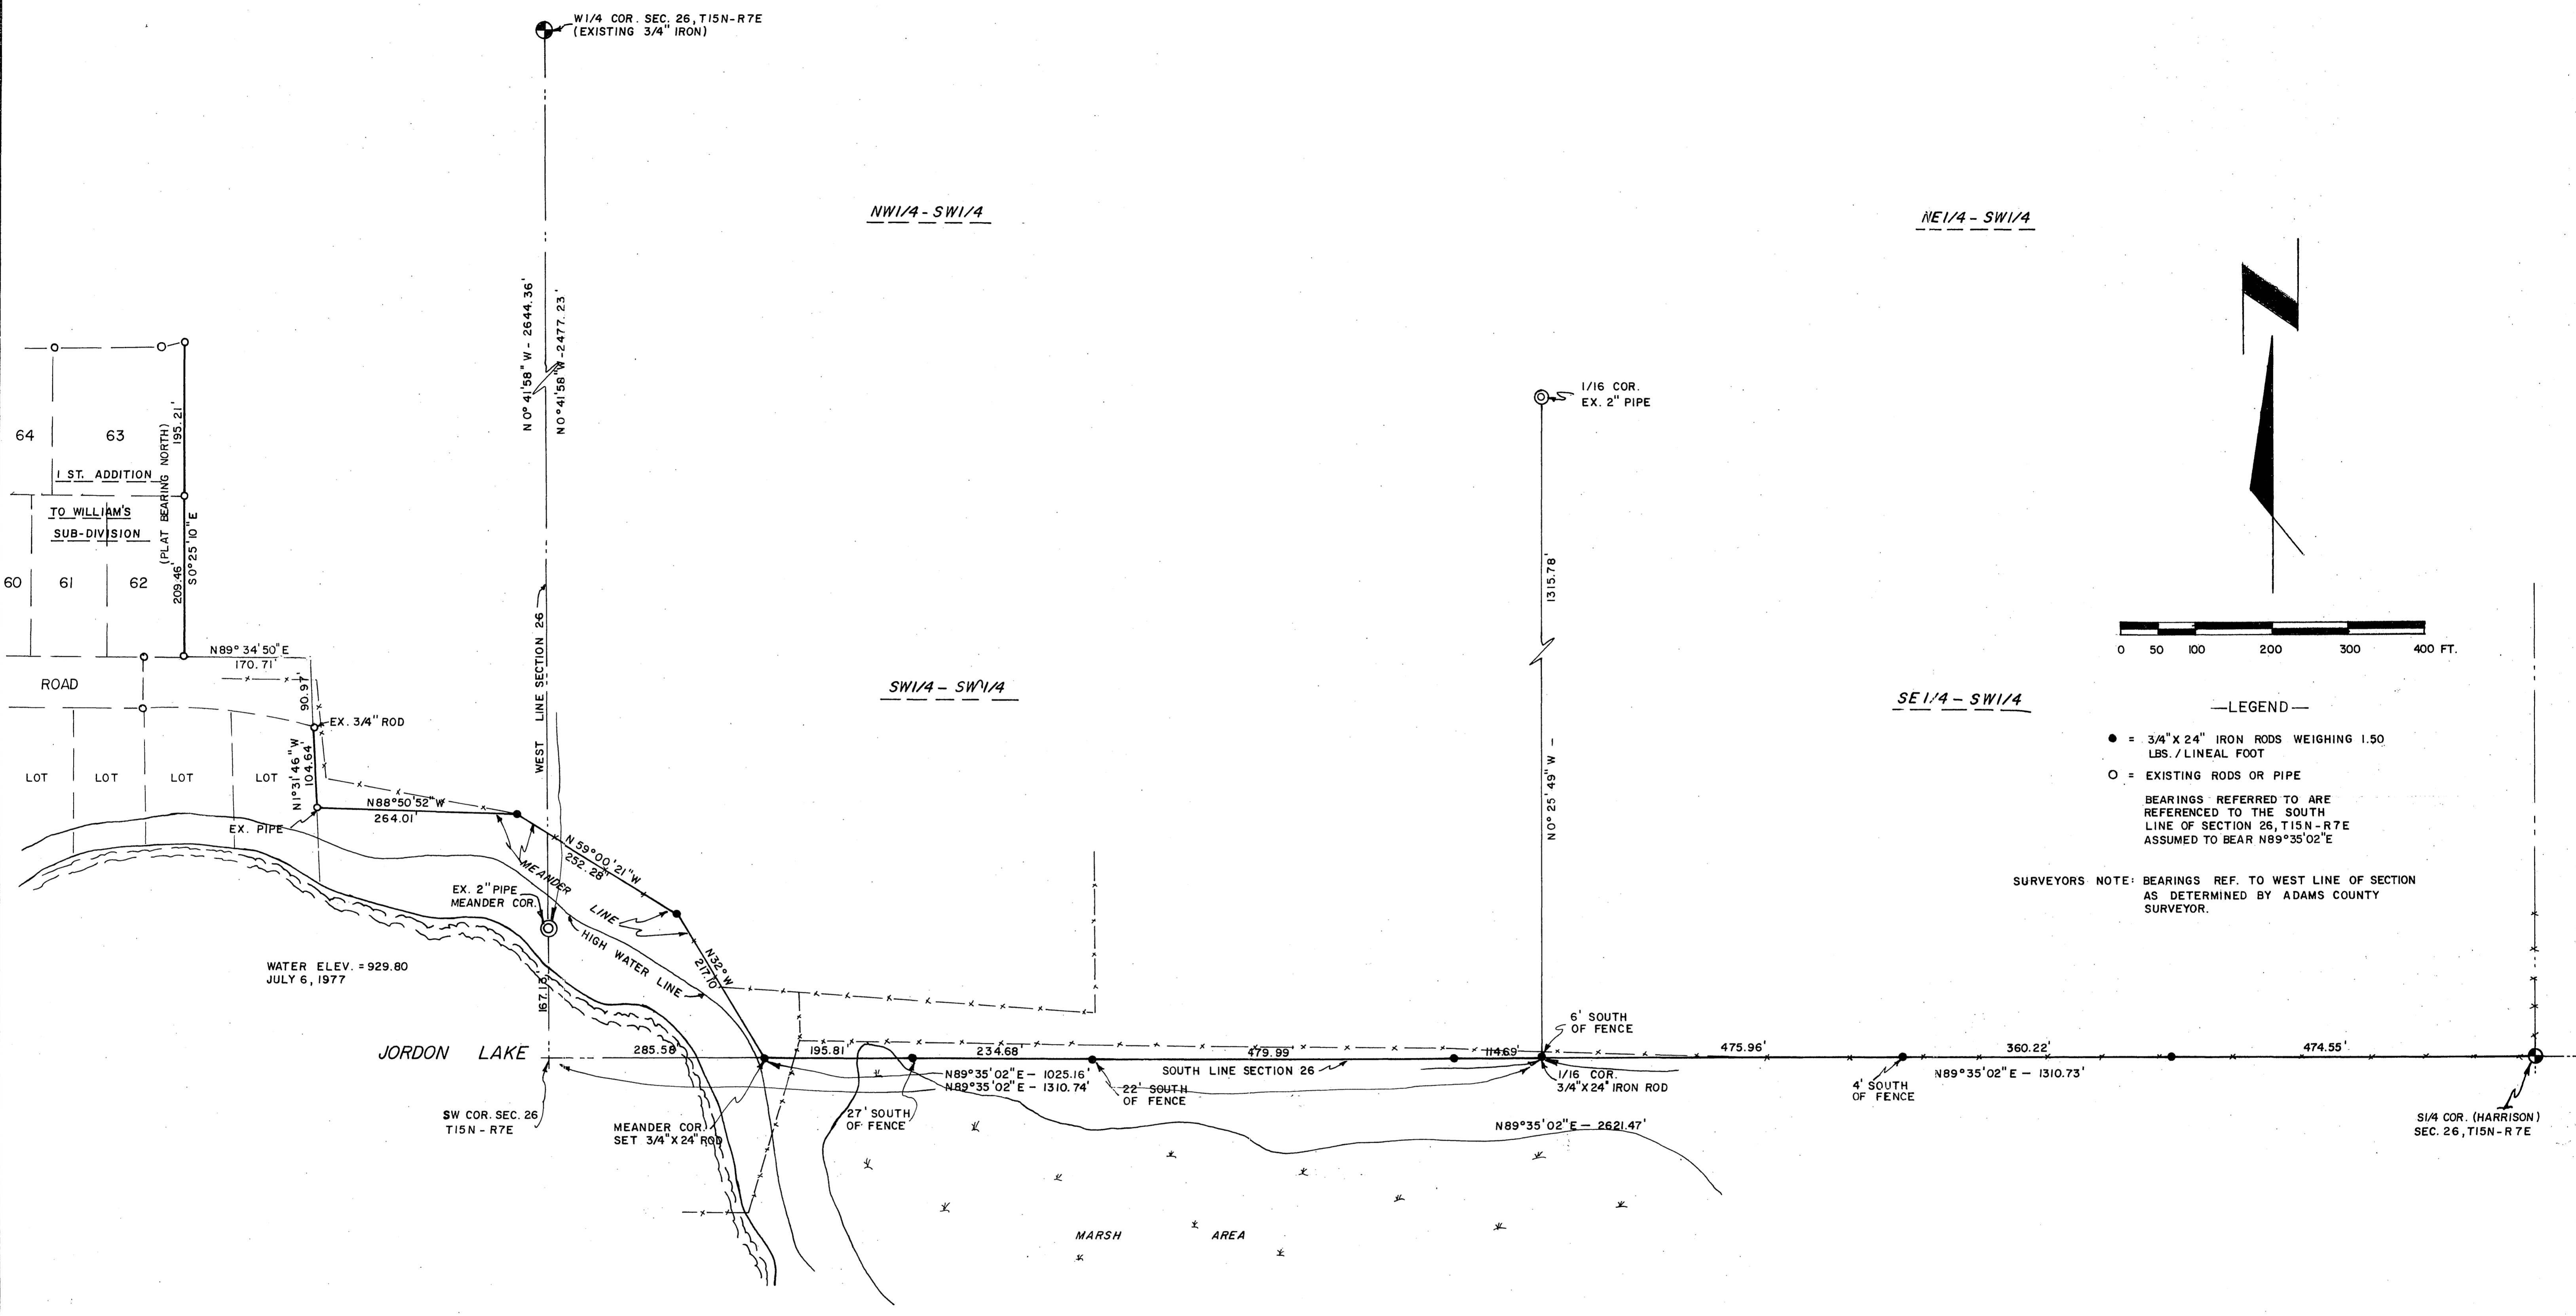 W1/4 COR. SEC. 26, T15N-R7E
(EXISTING 3/4" IRON)
NW1/4 - SW1/4
NE1/4 - SW1/4
N0°41'58"W - 2644.36'
N0°41'58"W - 2477.23'
1/16 COR.
EX. 2" PIPE
195.21'
64
63
(PLAT BEARING NORTH)
1 ST. ADDITION
TO WILLIAM'S
SUB-DIVISION
S0°25'10"E
209.46'
60
61
62
1315.78'
WEST LINE SECTION 26
N89°34'50"E
170.71'
0 50 100 200 300 400 FT.
ROAD
90.97'
SW1/4 - SW1/4
SE1/4 - SW1/4
—LEGEND—
EX. 3/4" ROD
● = 3/4"X 24" IRON RODS WEIGHING 1.50
LBS. / LINEAL FOOT
LOT
LOT
LOT
LOT
N1°31'46"W
104.64'
N0°25'49"W -
○ = EXISTING RODS OR PIPE
N88°50'52"W
264.01'
BEARINGS REFERRED TO ARE
REFERENCED TO THE SOUTH
LINE OF SECTION 26, T15N-R7E
ASSUMED TO BEAR N89°35'02"E
EX. PIPE
N59°00'21"W
252.28'
MEANDER
LINE
EX. 2" PIPE
MEANDER COR.
SURVEYORS NOTE: BEARINGS REF. TO WEST LINE OF SECTION
AS DETERMINED BY ADAMS COUNTY
SURVEYOR.
HIGH WATER LINE
N32°W
217.10
WATER ELEV. = 929.80
JULY 6, 1977
167.13'
6' SOUTH
OF FENCE
JORDON LAKE
285.58'
195.81'
234.68'
479.99'
114.69'
475.96'
360.22'
474.55'
N89°35'02"E - 1025.16'
N89°35'02"E - 1310.74'
SOUTH LINE SECTION 26
22' SOUTH
OF FENCE
1/16 COR.
3/4"X24" IRON ROD
4' SOUTH
OF FENCE
N89°35'02"E - 1310.73'
SW COR. SEC. 26
T15N - R7E
MEANDER COR.
SET 3/4"X24" ROD
27' SOUTH
OF FENCE
N89°35'02"E - 2621.47'
S1/4 COR. (HARRISON)
SEC. 26, T15N-R7E
MARSH AREA